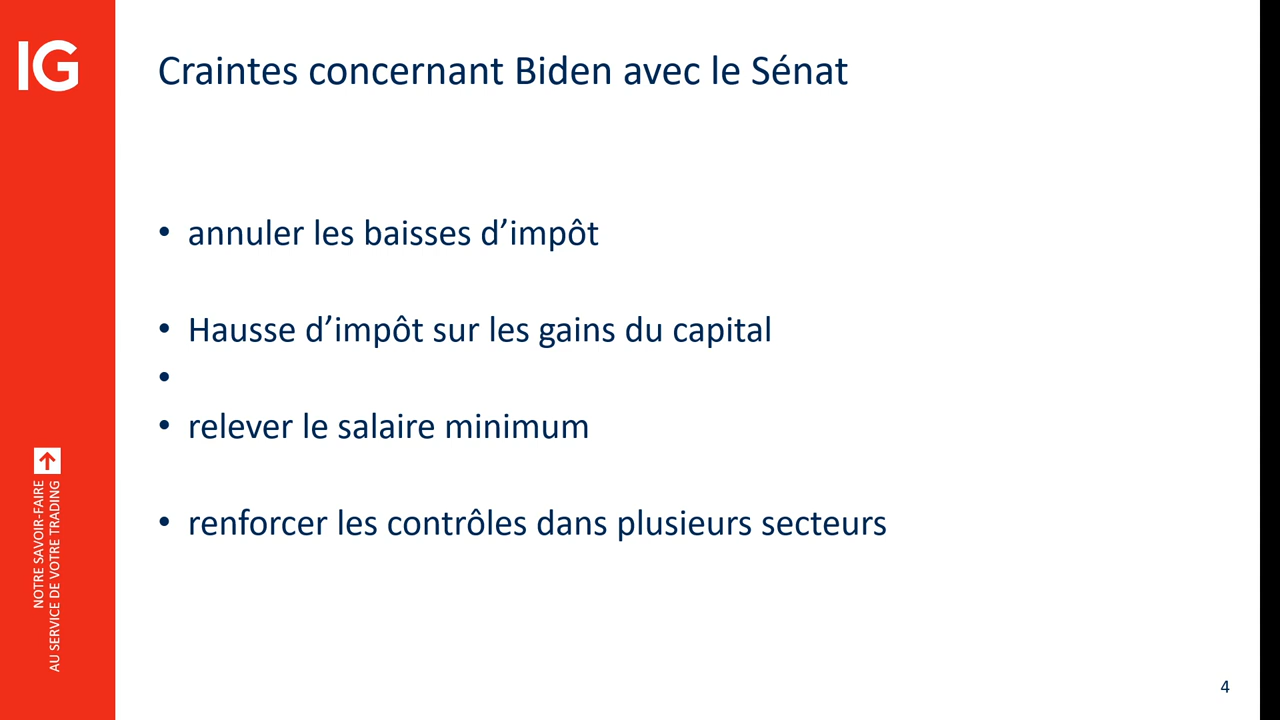 IG
Craintes concernant Biden avec le Sénat
• annuler les baisses d’impôt
• Hausse d’impôt sur les gains du capital
•
• relever le salaire minimum
• renforcer les contrôles dans plusieurs secteurs
NOTRE SAVOIR-FAIRE
AU SERVICE DE VOTRE TRADING
4